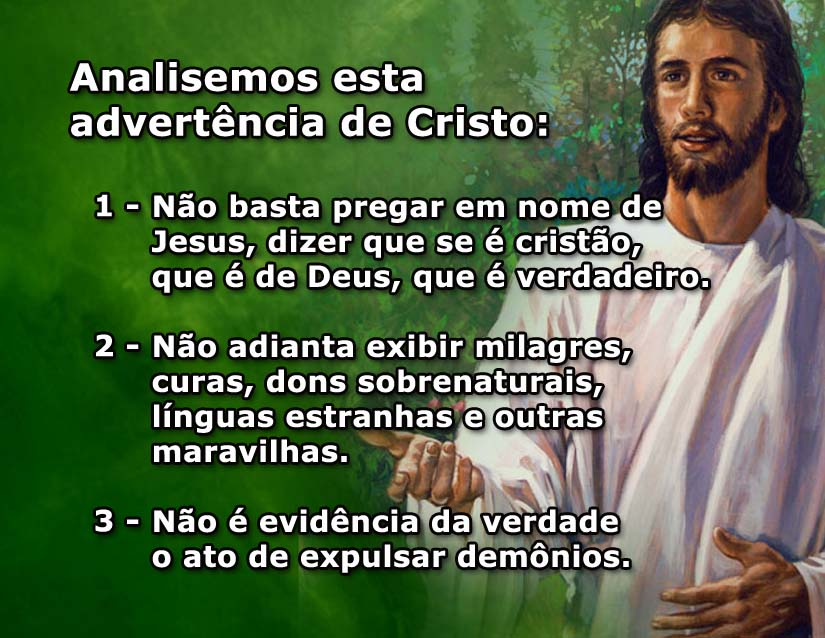 Analisemos esta
advertência de Cristo:
1 - Não basta pregar em nome de
Jesus, dizer que se é cristão,
que é de Deus, que é verdadeiro.
2 - Não adianta exibir milagres,
curas, dons sobrenaturais,
línguas estranhas e outras
maravilhas.
3 - Não é evidência da verdade
o ato de expulsar demônios.